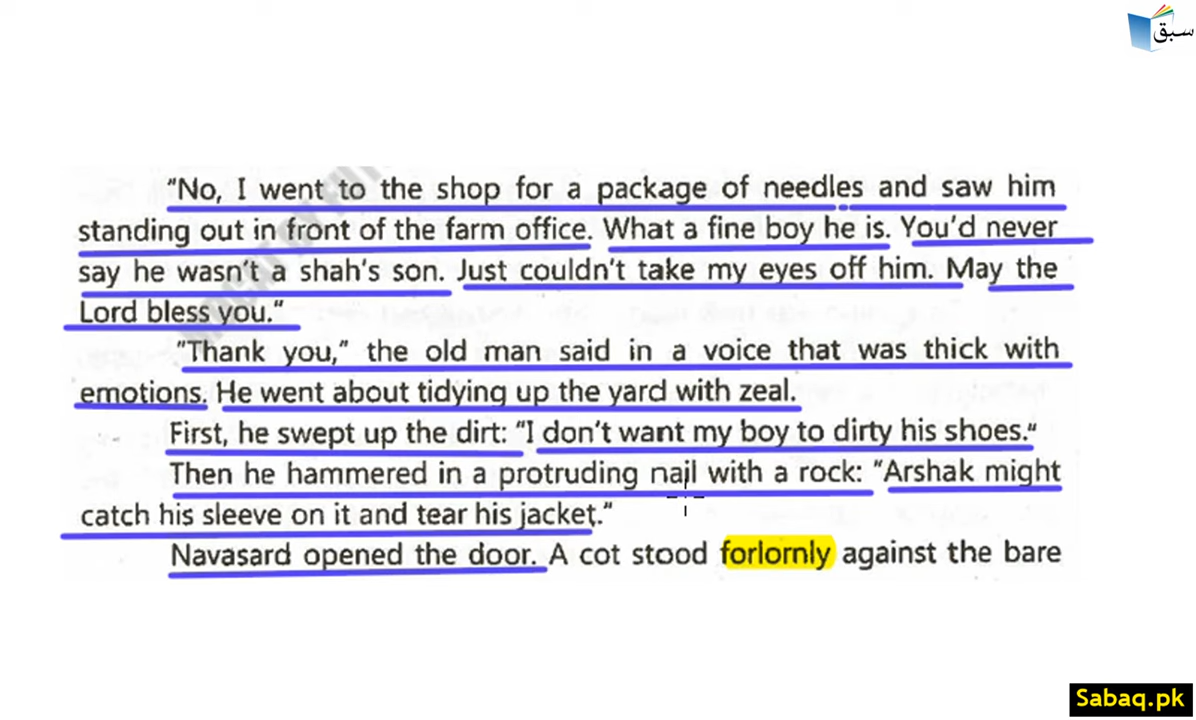 سبق
"No, I went to the shop for a package of needles and saw him
standing out in front of the farm office. What a fine boy he is. You'd never
say he wasn't a shah's son. Just couldn't take my eyes off him. May the
Lord bless you."
"Thank you," the old man said in a voice that was thick with
emotions. He went about tidying up the yard with zeal.
First, he swept up the dirt: "I don't want my boy to dirty his shoes."
Then he hammered in a protruding nail with a rock: "Arshak might
catch his sleeve on it and tear his jacket."
Navasard opened the door. A cot stood forlornly against the bare
Sabaq.pk